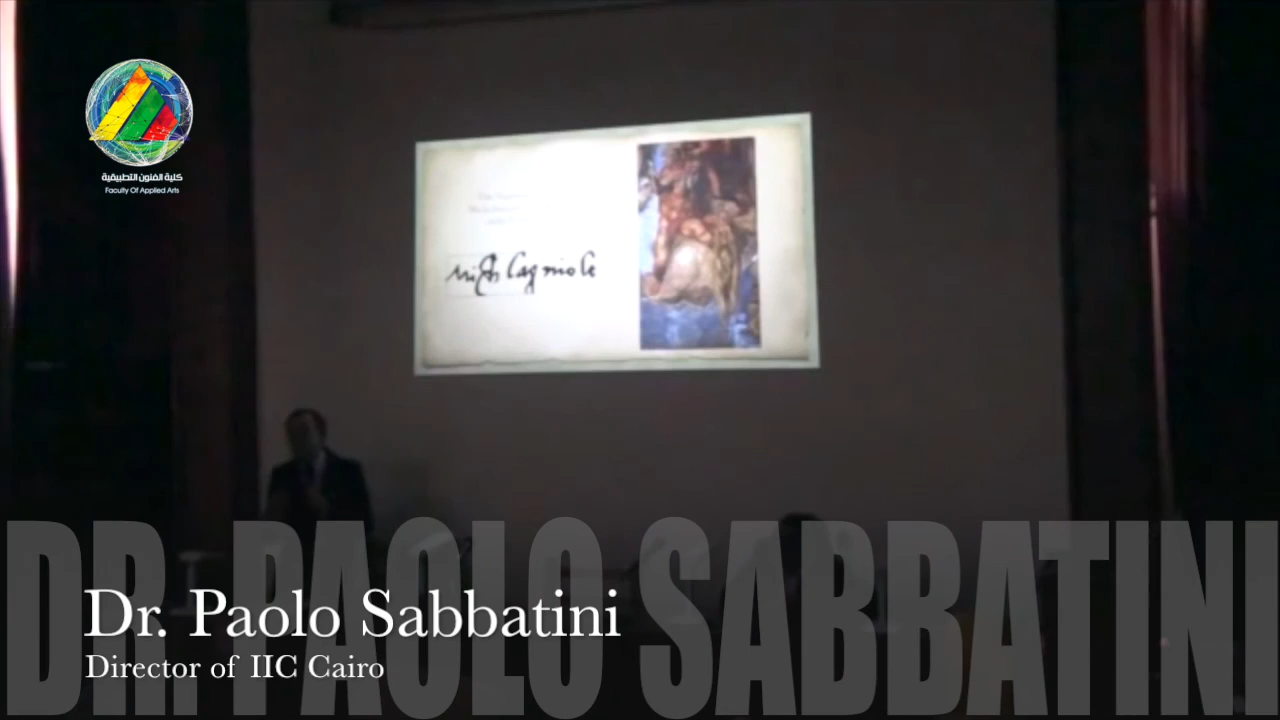 كلية الفنون التطبيقية
Faculty Of Applied Arts
DR. PAOLO SABBATINI
Dr. Paolo Sabbatini
Director of IIC Cairo